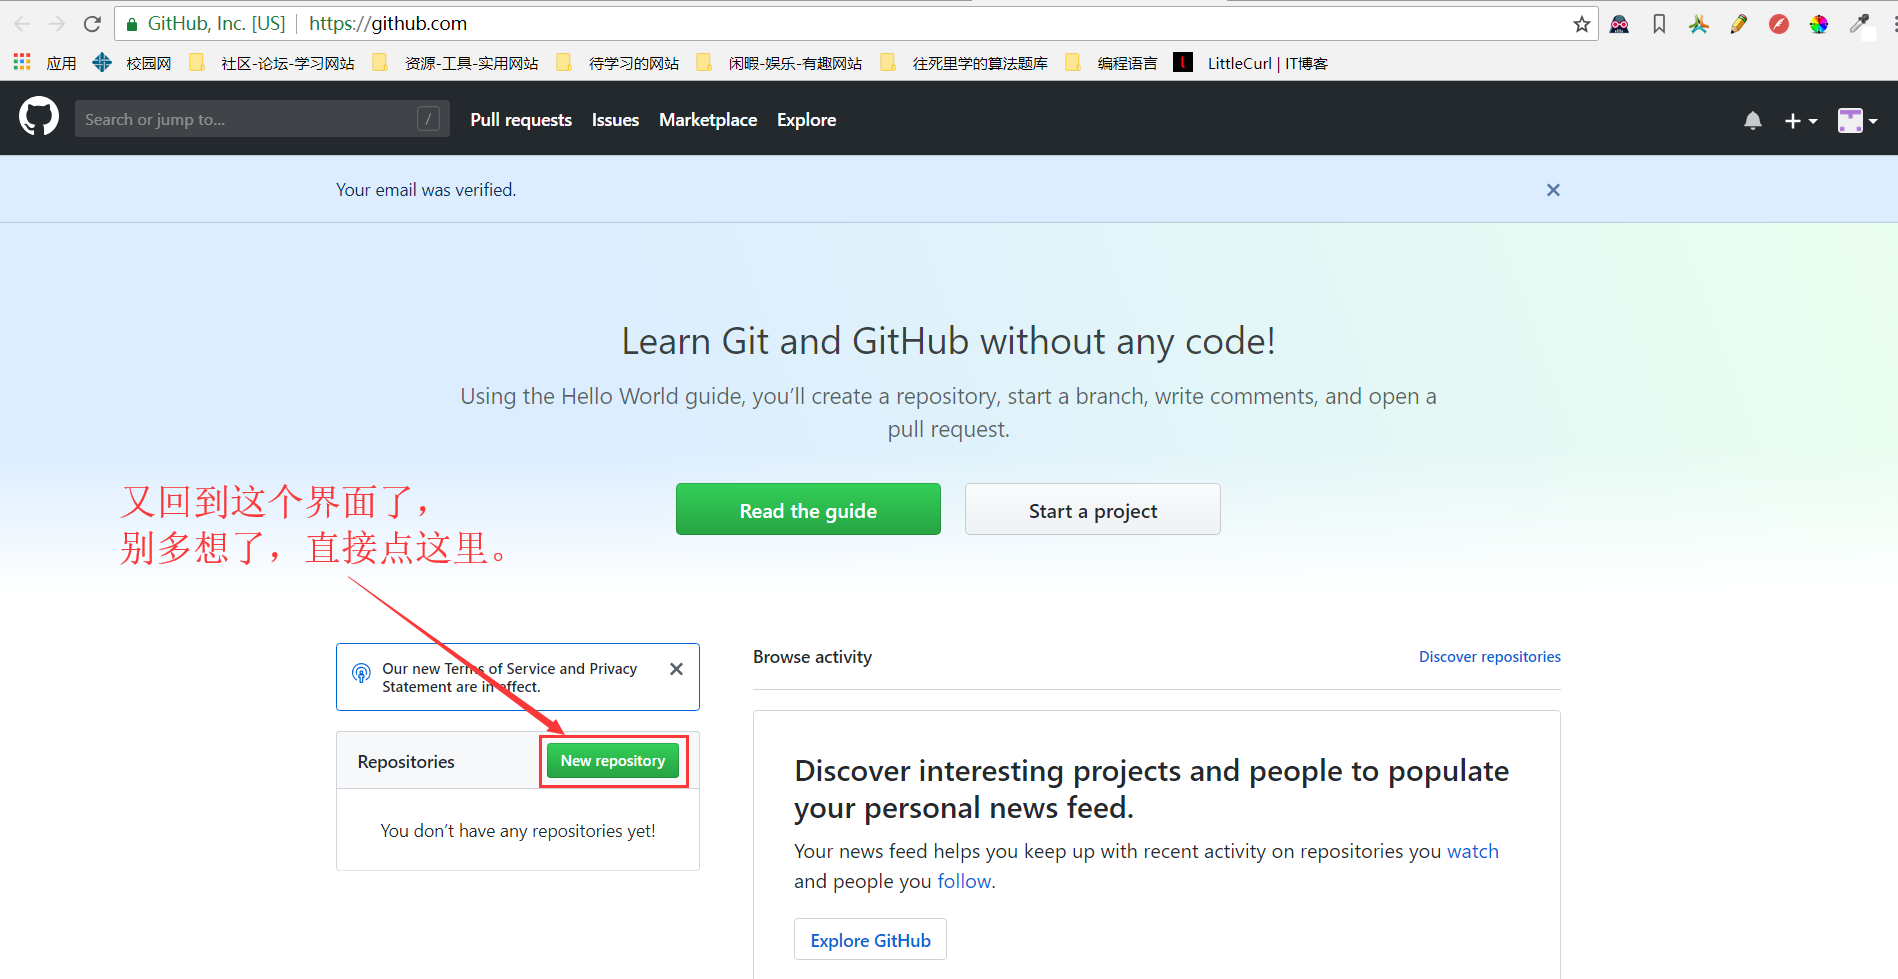 GitHub, Inc. [US] https://github.com
应用 校园网 社区-论坛-学习网站 资源-工具-实用网站 待学习的网站 闲暇-娱乐-有趣网站 往死里学的算法题库 编程语言 LittleCurl | IT博客
Search or jump to... / Pull requests Issues Marketplace Explore
Your email was verified.
Learn Git and GitHub without any code!
Using the Hello World guide, you’ll create a repository, start a branch, write comments, and open a
pull request.
Read the guide Start a project
又回到这个界面了，
别多想了，直接点这里。
Our new Terms of Service and Privacy
Statement are in effect.
Repositories New repository
You don’t have any repositories yet!
Browse activity Discover repositories
Discover interesting projects and people to populate
your personal news feed.
Your news feed helps you keep up with recent activity on repositories you watch
and people you follow.
Explore GitHub